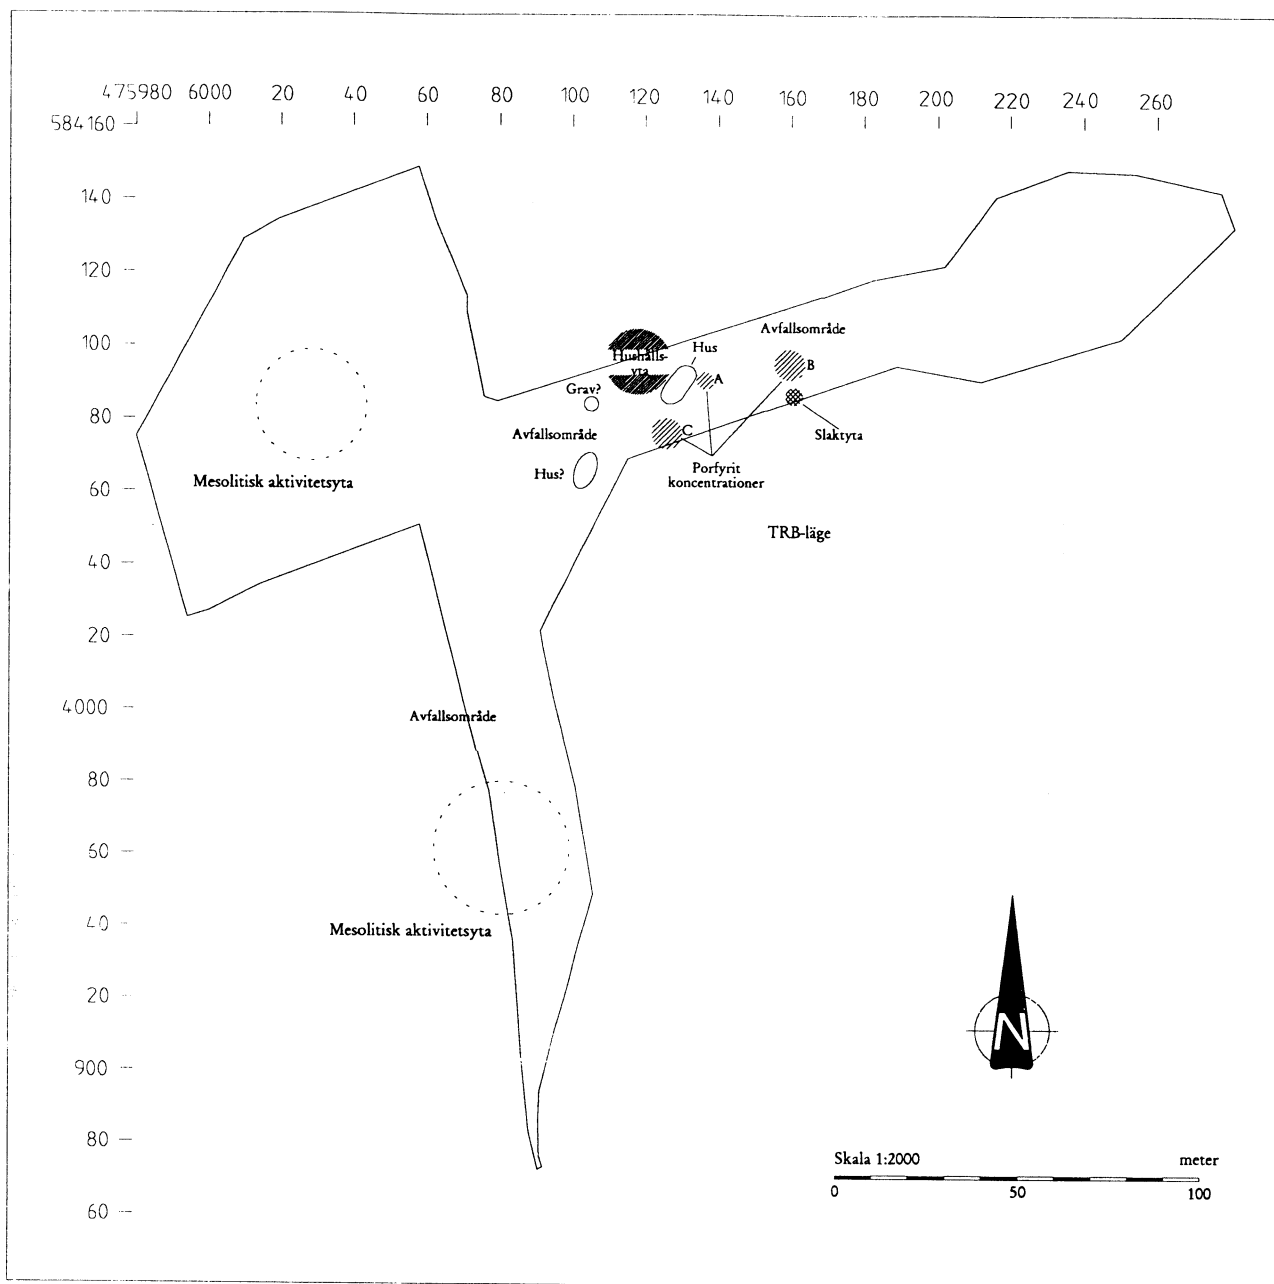 475980 6000 20 40 60 80 100 120 140 160 180 200 220 240 260
584160
140
120
100
80
60
40
20
4000
80
60
40
20
900
80
60
Avfallsområde
Hus
Hushålls-
yta
A
B
Grav?
Avfallsområde
C
Slaktyta
Hus?
Porfyrit
koncentrationer
Mesolitisk aktivitetsyta
TRB-läge
Avfallsområde
Mesolitisk aktivitetsyta
N
Skala 1:2000 meter
0 50 100